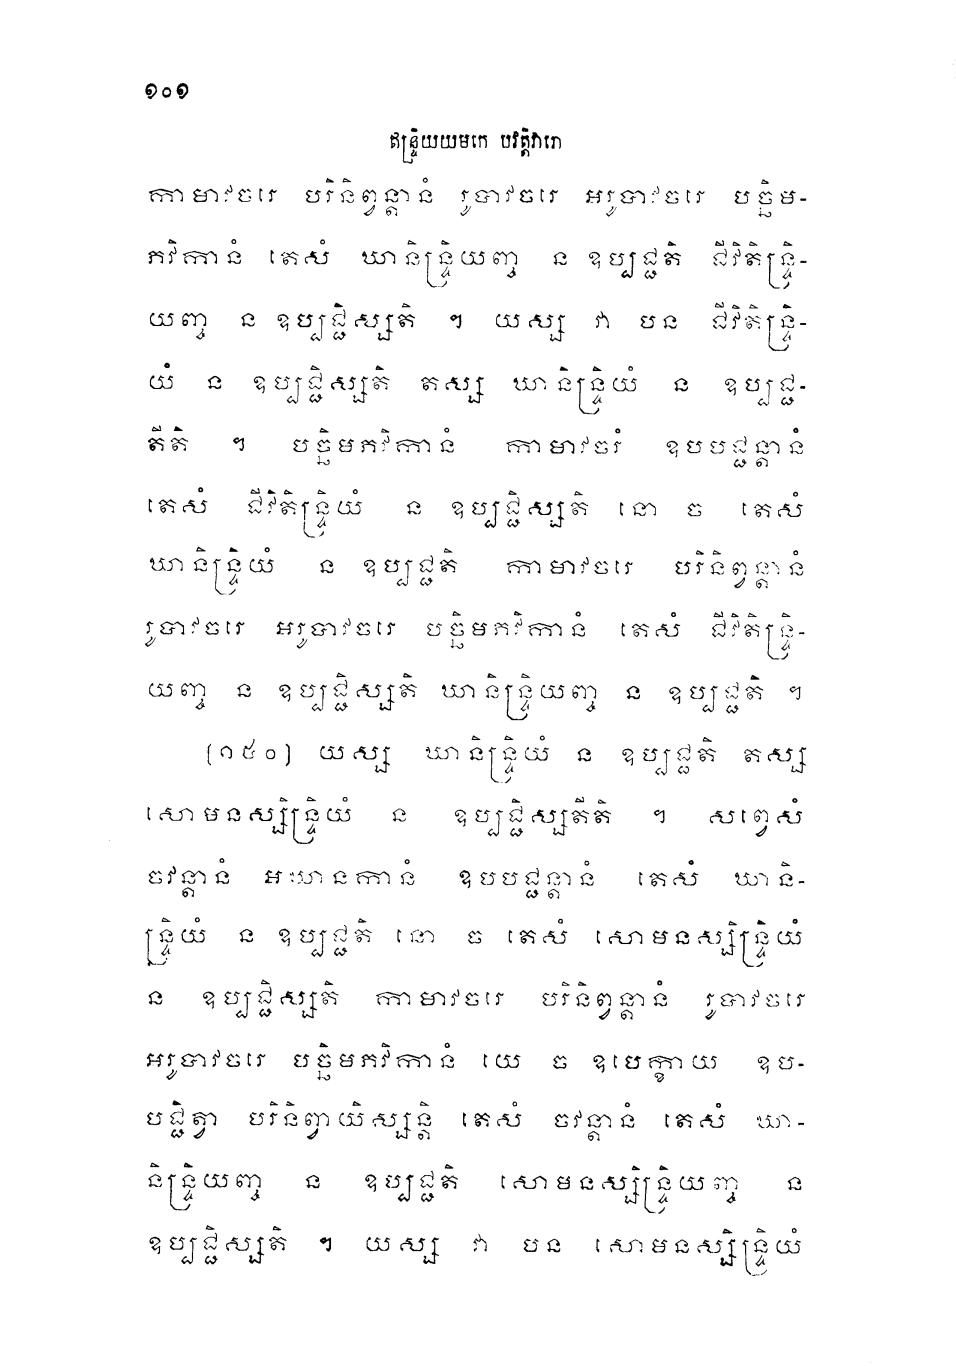 ១០១
ឥន្ទ្រិយយមកេ បវត្តិវារោ
កាមាវចរេ បរិនិព្វន្តានំ រូបាវចរេ អរូបាវចរេ បច្ឆិម-
ភវិកានំ តេសំ ឃានិន្ទ្រិយញ្ច ន ឧប្បជ្ជតិ ជីវិតិន្ទ្រិ-
យញ្ច ន ឧប្បជ្ជិស្សតិ ។ យស្ស វា បន ជីវិតិន្ទ្រិ-
យំ ន ឧប្បជ្ជិស្សតិ តស្ស ឃានិន្ទ្រិយំ ន ឧប្បជ្ជ-
តីតិ ។ បច្ឆិមភវិកានំ កាមាវចរំ ឧបបជ្ជន្តានំ
តេសំ ជីវិតិន្ទ្រិយំ ន ឧប្បជ្ជិស្សតិ នោ ច តេសំ
ឃានិន្ទ្រិយំ ន ឧប្បជ្ជតិ កាមាវចរេ បរិនិព្វន្តានំ
រូបាវចរេ អរូបាវចរេ បច្ឆិមភវិកានំ តេសំ ជីវិតិន្ទ្រិ-
យញ្ច ន ឧប្បជ្ជិស្សតិ ឃានិន្ទ្រិយញ្ច ន ឧប្បជ្ជតិ ។
(១៥០) យស្ស ឃានិន្ទ្រិយំ ន ឧប្បជ្ជតិ តស្ស
សោមនស្សិន្ទ្រិយំ ន ឧប្បជ្ជិស្សតីតិ ។ សព្វេសំ
ចវន្តានំ អឃានកានំ ឧបបជ្ជន្តានំ តេសំ ឃានិ-
ន្ទ្រិយំ ន ឧប្បជ្ជតិ នោ ច តេសំ សោមនស្សិន្ទ្រិយំ
ន ឧប្បជ្ជិស្សតិ កាមាវចរេ បរិនិព្វន្តានំ រូបាវចរេ
អរូបាវចរេ បច្ឆិមភវិកានំ យេ ច ឧបេក្ខាយ ឧប-
បជ្ជិត្វា បរិនិព្វាយិស្សន្តិ តេសំ ចវន្តានំ តេសំ ឃា-
និន្ទ្រិយញ្ច ន ឧប្បជ្ជតិ សោមនស្សិន្ទ្រិយញ្ច ន
ឧប្បជ្ជិស្សតិ ។ យស្ស វា បន សោមនស្សិន្ទ្រិយំ